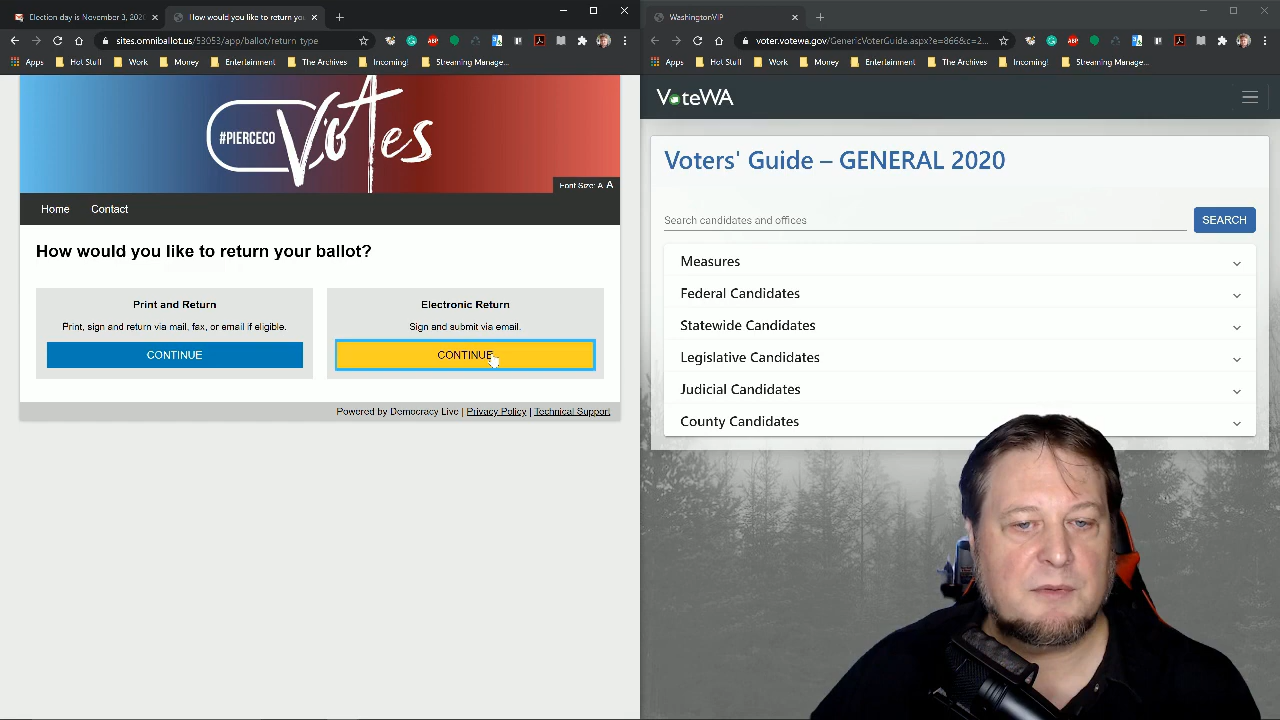 Election day is November 3, 2020
How would you like to return yo
sites.omniballot.us/53053/app/ballot/return_type
Apps
Hot Stuff
Work
Money
Entertainment
The Archives
Incoming!
Streaming Manage...
#PIERCECO
Votes
Font Size: A A
Home
Contact
How would you like to return your ballot?
Print and Return
Print, sign and return via mail, fax, or email if eligible.
CONTINUE
Electronic Return
Sign and submit via email.
CONTINUE
Powered by Democracy Live | Privacy Policy | Technical Support
WashingtonVIP
voter.votewa.gov/GenericVoterGuide.aspx?e=866&c=2...
Apps
Hot Stuff
Work
Money
Entertainment
The Archives
Incoming!
Streaming Manage...
VoteWA
Voters' Guide – GENERAL 2020
Search candidates and offices
SEARCH
Measures
Federal Candidates
Statewide Candidates
Legislative Candidates
Judicial Candidates
County Candidates